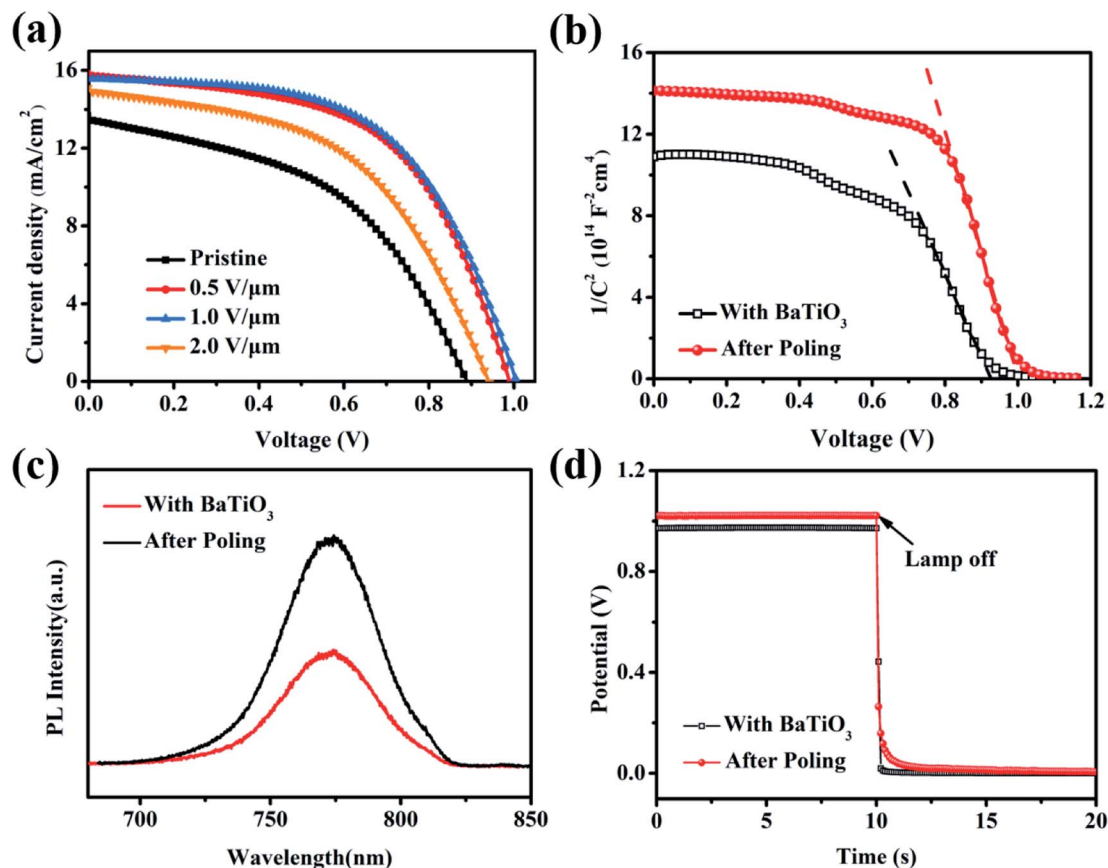 (a)
16
12
8
4
0
Current density (mA/cm²)
Pristine
0.5 V/μm
1.0 V/μm
2.0 V/μm
0.0 0.2 0.4 0.6 0.8 1.0
Voltage (V)
(b)
16
12
8
4
0
1/C² (10¹⁴ F⁻²cm⁴)
With BaTiO₃
After Poling
0.0 0.2 0.4 0.6 0.8 1.0 1.2
Voltage (V)
(c)
PL Intensity(a.u.)
With BaTiO₃
After Poling
700 750 800 850
Wavelength(nm)
(d)
1.2
0.8
0.4
0.0
Potential (V)
Lamp off
With BaTiO₃
After Poling
0 5 10 15 20
Time (s)